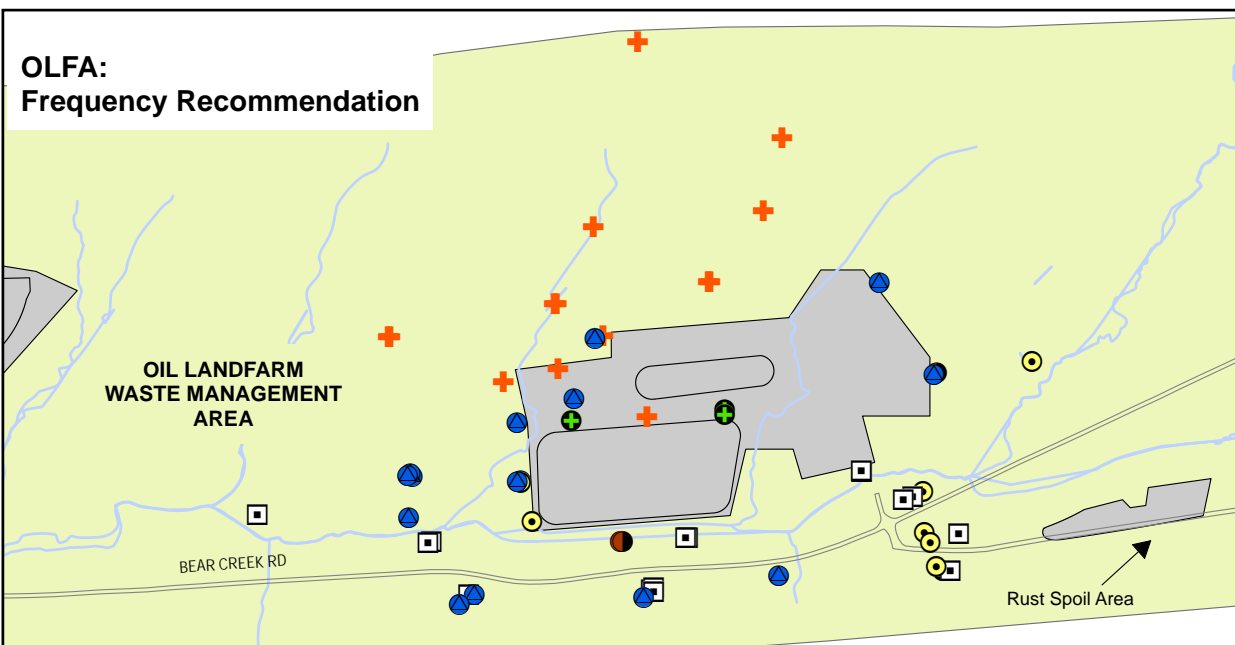 OLFA:
Frequency Recommendation
OIL LANDFARM
WASTE MANAGEMENT
AREA
BEAR CREEK RD
Rust Spoil Area